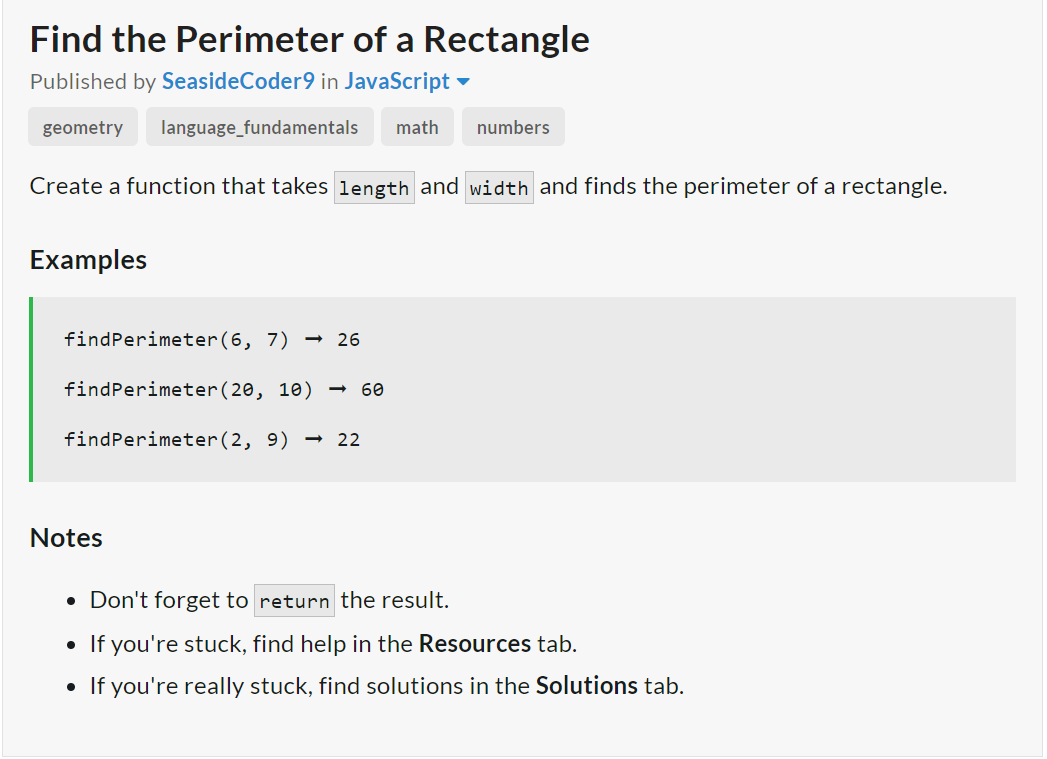 Find the Perimeter of a Rectangle
Published by SeasideCoder9 in JavaScript
geometry language_fundamentals math numbers
Create a function that takes length and width and finds the perimeter of a rectangle.
Examples
findPerimeter(6, 7) ➞ 26
findPerimeter(20, 10) ➞ 60
findPerimeter(2, 9) ➞ 22
Notes
• Don't forget to return the result.
• If you're stuck, find help in the Resources tab.
• If you're really stuck, find solutions in the Solutions tab.